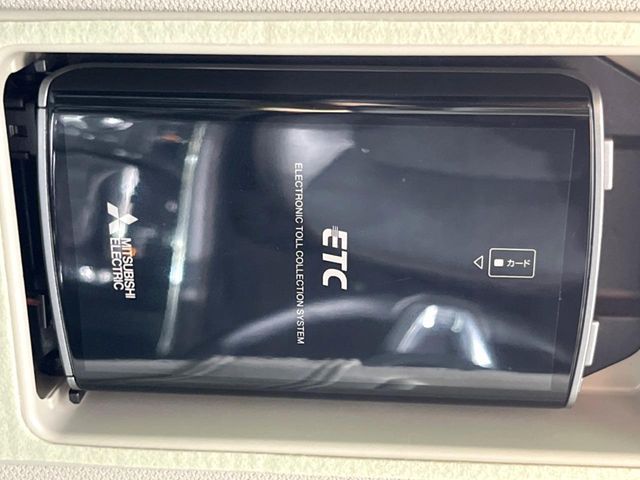 カード
ETC
ELECTRONIC TOLL COLLECTION SYSTEM
MITSUBISHI
ELECTRIC